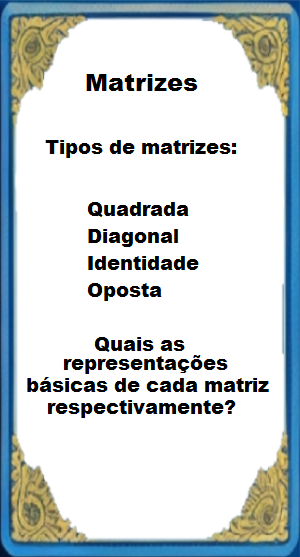 Matrizes
Tipos de matrizes:
Quadrada
Diagonal
Identidade
Oposta
Quais as
representações
básicas de cada matriz
respectivamente?